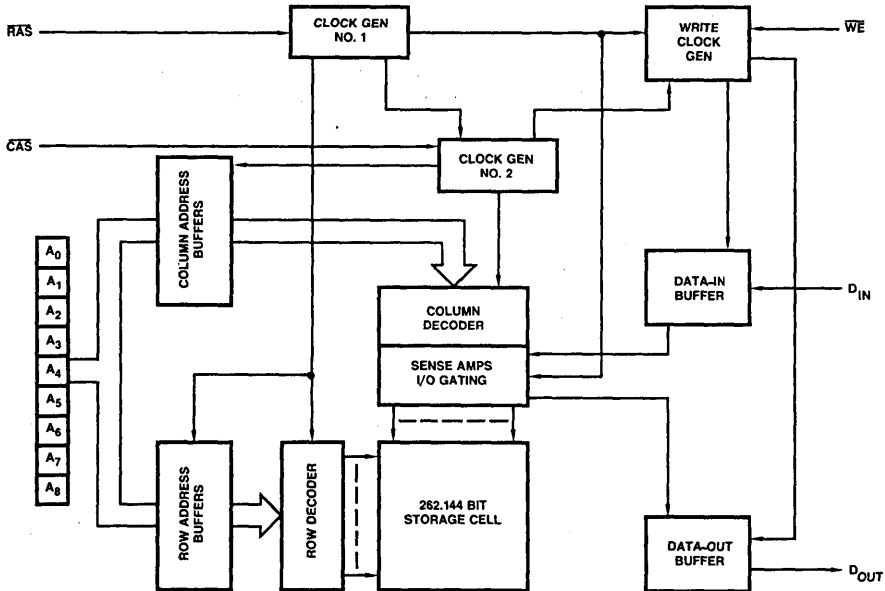 RAS
CLOCK GEN
NO. 1
WRITE
CLOCK
GEN
WE
CAS
CLOCK GEN
NO. 2
COLUMN ADDRESS
BUFFERS
A0
A1
A2
A3
A4
A5
A6
A7
A8
COLUMN
DECODER
DATA-IN
BUFFER
DIN
SENSE AMPS
I/O GATING
ROW ADDRESS
BUFFERS
ROW DECODER
262.144 BIT
STORAGE CELL
DATA-OUT
BUFFER
DOUT